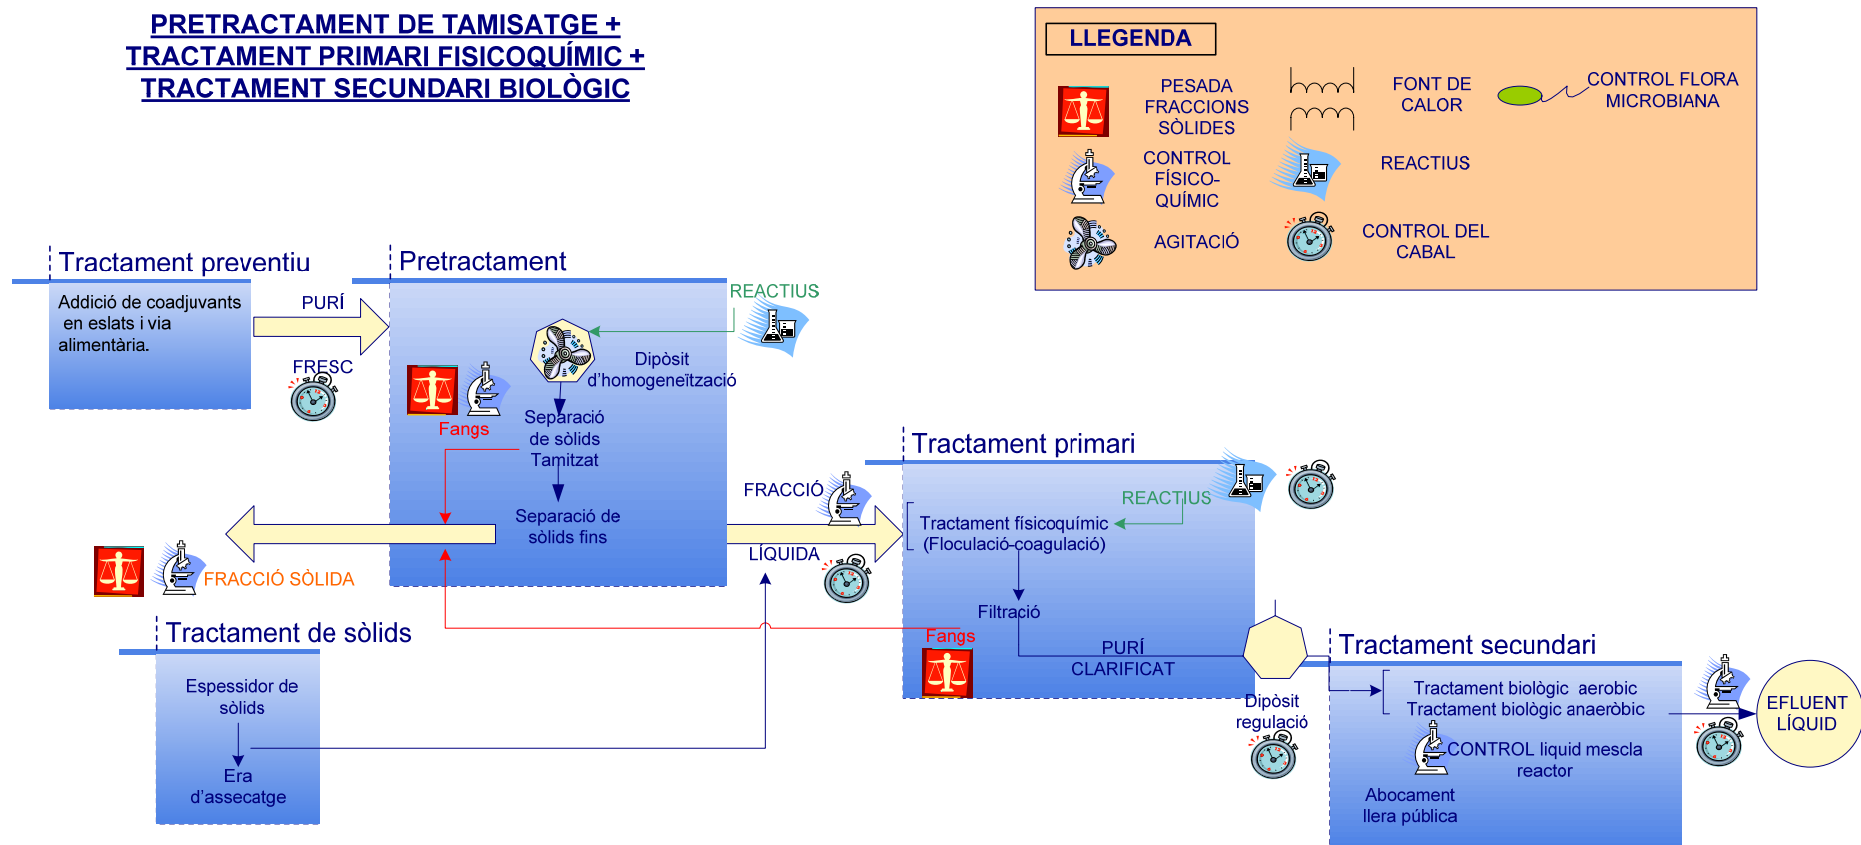 PRETRACTAMENT DE TAMISATGE +
TRACTAMENT PRIMARI FISICOQUÍMIC +
TRACTAMENT SECUNDARI BIOLÒGIC
LLEGENDA
PESADA
FRACCIONS
SÒLIDES
FONT DE
CALOR
CONTROL FLORA
MICROBIANA
CONTROL
FÍSICO-
QUÍMIC
REACTIUS
AGITACIÓ
CONTROL DEL
CABAL
Tractament preventiu
Addició de coadjuvants
en eslats i via
alimentària.
PURÍ
FRESC
Pretractament
REACTIUS
Dipòsit
d'homogeneïtzació
Fangs
Separació
de sòlids
Tamitzat
Separació de
sòlids fins
FRACCIÓ SÒLIDA
FRACCIÓ
LÍQUIDA
Tractament primari
REACTIUS
Tractament físicoquímic
(Floculació-coagulació)
Filtració
Fangs
PURÍ
CLARIFICAT
Dipòsit
regulació
Tractament de sòlids
Espessidor de
sòlids
Era
d'assecatge
Tractament secundari
Tractament biològic aerobic
Tractament biològic anaeròbic
CONTROL liquid mescla
reactor
Abocament
llera pública
EFLUENT
LÍQUID